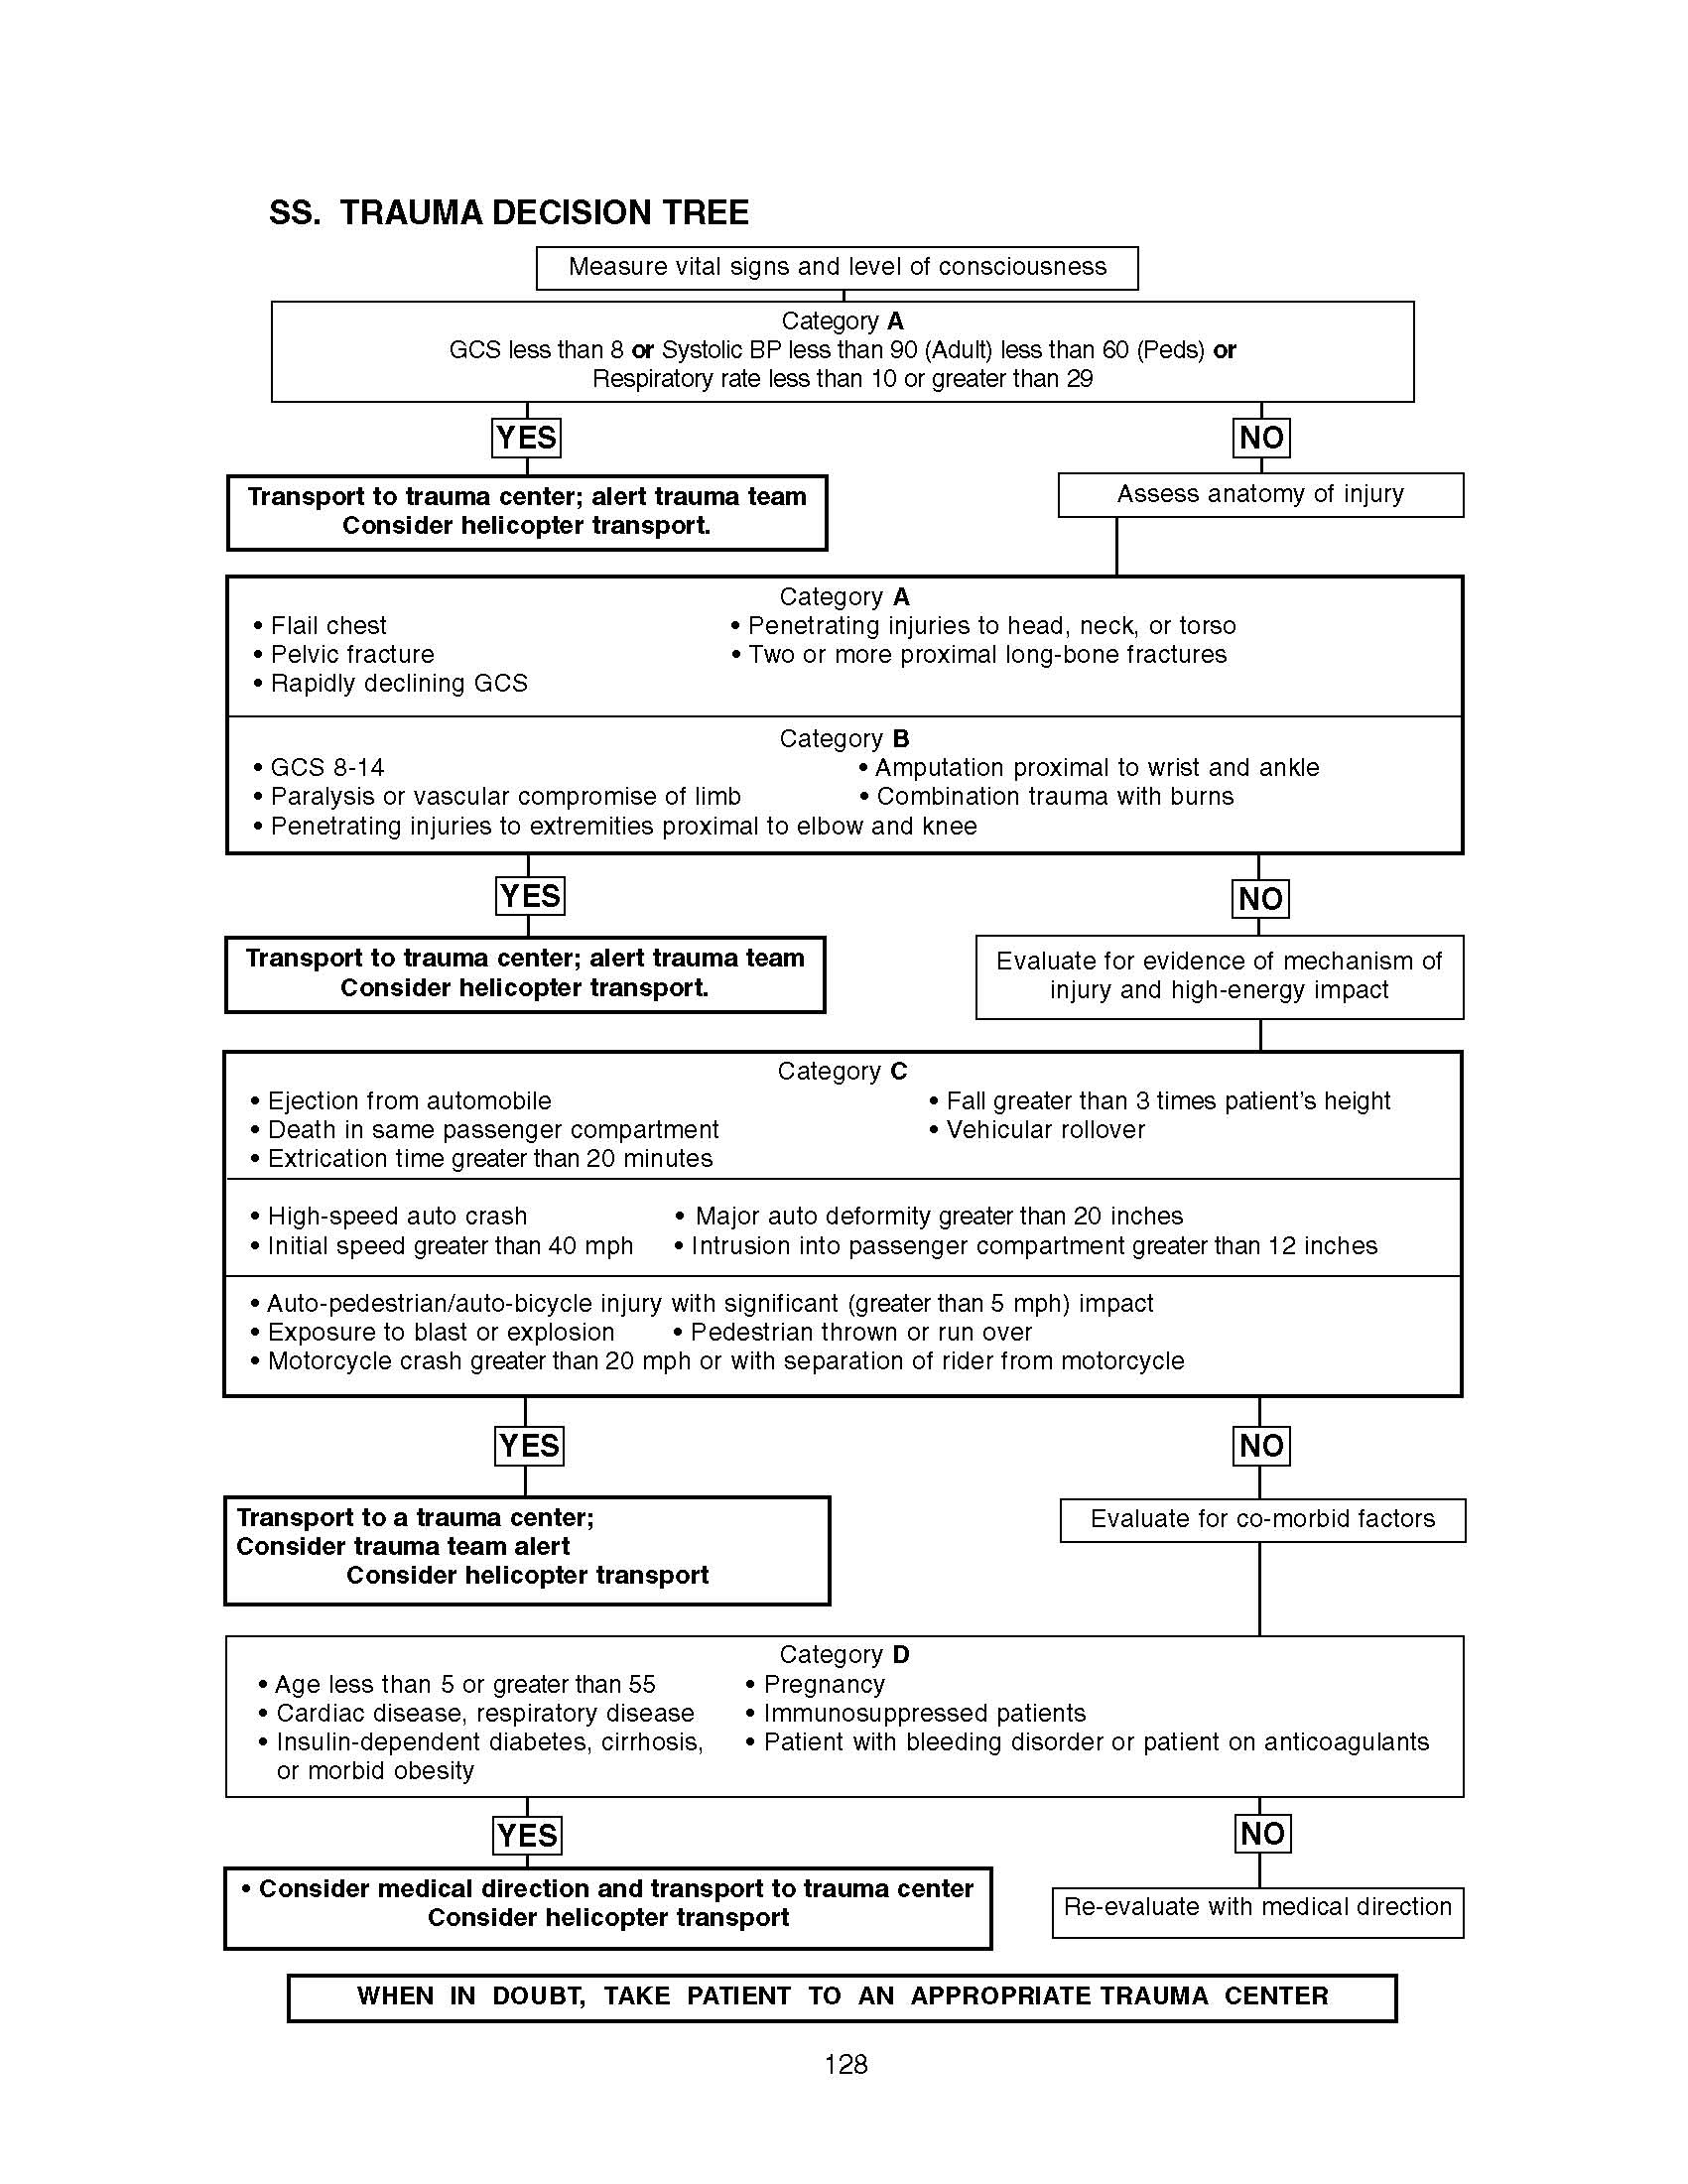 SS. TRAUMA DECISION TREE
Measure vital signs and level of consciousness
Category A
GCS less than 8 or Systolic BP less than 90 (Adult) less than 60 (Peds) or
Respiratory rate less than 10 or greater than 29
YES
NO
Transport to trauma center; alert trauma team
Consider helicopter transport.
Assess anatomy of injury
Category A
• Flail chest
• Penetrating injuries to head, neck, or torso
• Pelvic fracture
• Two or more proximal long-bone fractures
• Rapidly declining GCS
Category B
• GCS 8-14
• Amputation proximal to wrist and ankle
• Paralysis or vascular compromise of limb
• Combination trauma with burns
• Penetrating injuries to extremities proximal to elbow and knee
YES
NO
Transport to trauma center; alert trauma team
Consider helicopter transport.
Evaluate for evidence of mechanism of
injury and high-energy impact
Category C
• Ejection from automobile
• Fall greater than 3 times patient's height
• Death in same passenger compartment
• Vehicular rollover
• Extrication time greater than 20 minutes
• High-speed auto crash
• Major auto deformity greater than 20 inches
• Initial speed greater than 40 mph
• Intrusion into passenger compartment greater than 12 inches
• Auto-pedestrian/auto-bicycle injury with significant (greater than 5 mph) impact
• Exposure to blast or explosion
• Pedestrian thrown or run over
• Motorcycle crash greater than 20 mph or with separation of rider from motorcycle
YES
NO
Transport to a trauma center;
Consider trauma team alert
Consider helicopter transport
Evaluate for co-morbid factors
Category D
• Age less than 5 or greater than 55
• Pregnancy
• Cardiac disease, respiratory disease
• Immunosuppressed patients
• Insulin-dependent diabetes, cirrhosis,
or morbid obesity
• Patient with bleeding disorder or patient on anticoagulants
YES
NO
• Consider medical direction and transport to trauma center
Consider helicopter transport
Re-evaluate with medical direction
WHEN IN DOUBT, TAKE PATIENT TO AN APPROPRIATE TRAUMA CENTER
128